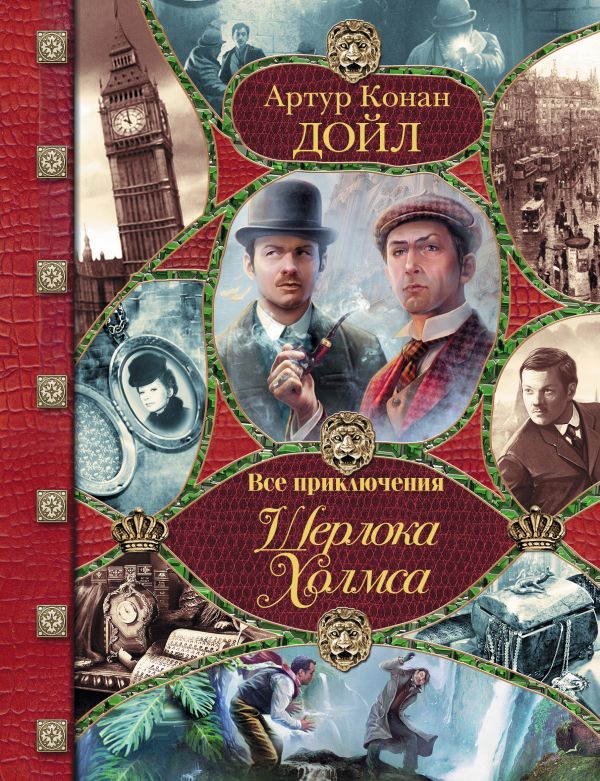 Артур Конан
ДОЙЛ
Все приключения
Шерлока
Холмса